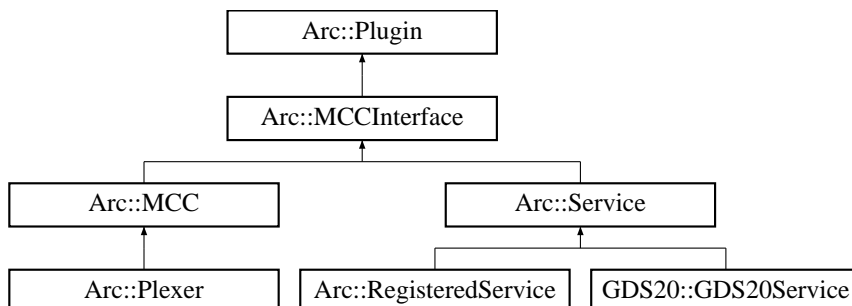 Arc::Plugin
Arc::MCCInterface
Arc::MCC
Arc::Service
Arc::Plexer
Arc::RegisteredService
GDS20::GDS20Service